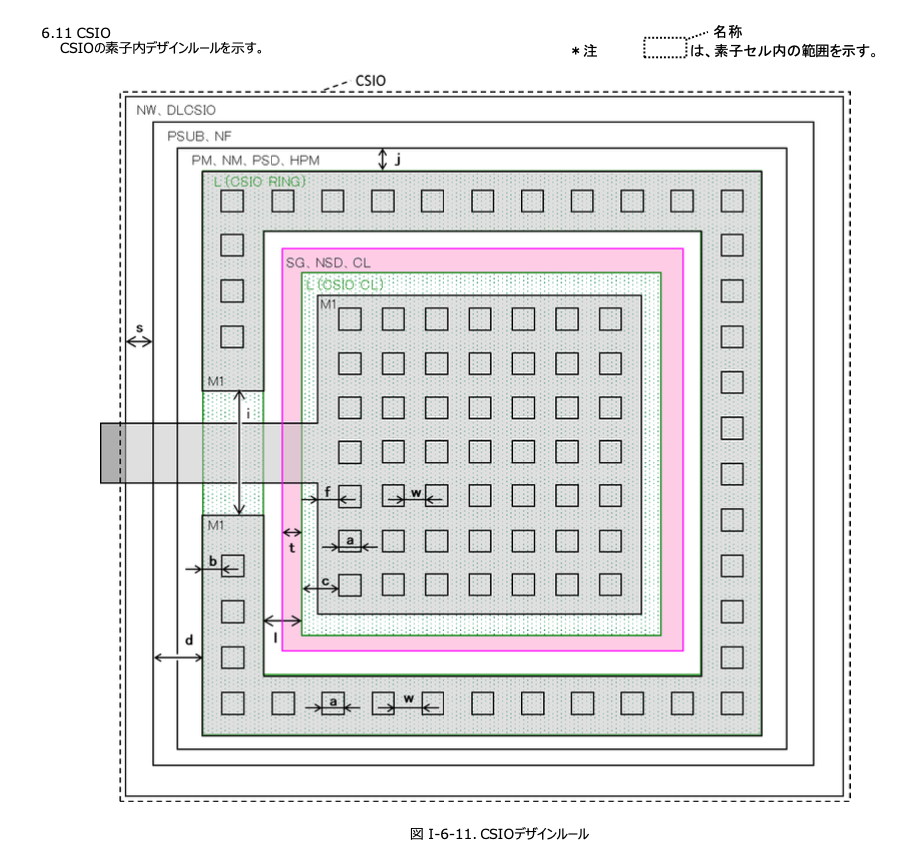 6.11 CSIO
CSIOの素子内デザインルールを示す。
名称
*注
は、素子セル内の範囲を示す。
CSIO
NW、DLCSIO
PSUB、NF
PM、NM、PSD、HPM
j
L(CSIO RING)
SG、NSD、CL
L(CSIO CL)
M1
s
M1
i
f
w
M1
a
t
b
c
l
d
a
w
図 I-6-11. CSIOデザインルール